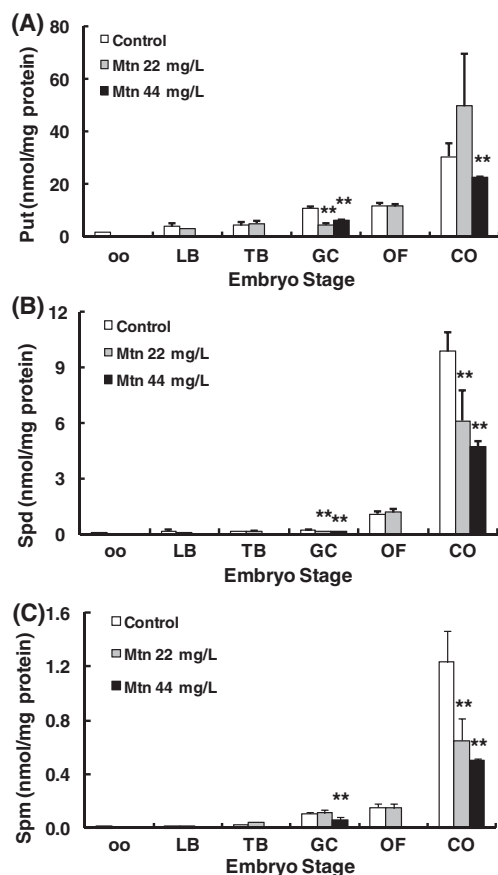 (A)
Control
Mtn 22 mg/L
Mtn 44 mg/L
Put (nmol/mg protein)
80
60
40
20
0
** ** **
oo LB TB GC OF CO
Embryo Stage
(B)
Control
Mtn 22 mg/L
Mtn 44 mg/L
Spd (nmol/mg protein)
12
9
6
3
0
** ** ** **
oo LB TB GC OF CO
Embryo Stage
(C)
Control
Mtn 22 mg/L
Mtn 44 mg/L
Spm (nmol/mg protein)
1.6
1.2
0.8
0.4
0.0
** ** **
oo LB TB GC OF CO
Embryo Stage